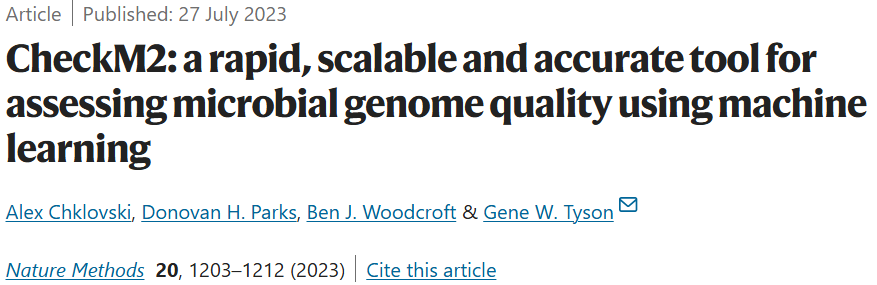 Article | Published: 27 July 2023
CheckM2: a rapid, scalable and accurate tool for
assessing microbial genome quality using machine
learning
Alex Chklovski, Donovan H. Parks, Ben J. Woodcroft & Gene W. Tyson
Nature Methods 20, 1203–1212 (2023) | Cite this article